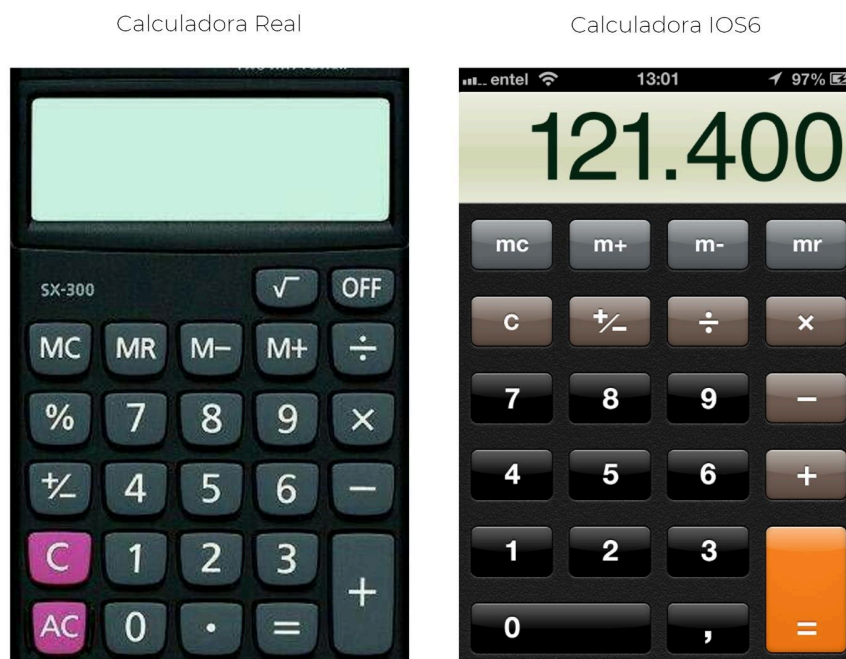 Calculadora Real
Calculadora IOS6
SX-300
√ OFF
MC MR M− M+ ÷
% 7 8 9 ×
+/− 4 5 6 −
C 1 2 3
+
AC 0 . =
entel 13:01 97%
121.400
mc m+ m- mr
c +/− ÷ ×
7 8 9 −
4 5 6 +
1 2 3
0 , =